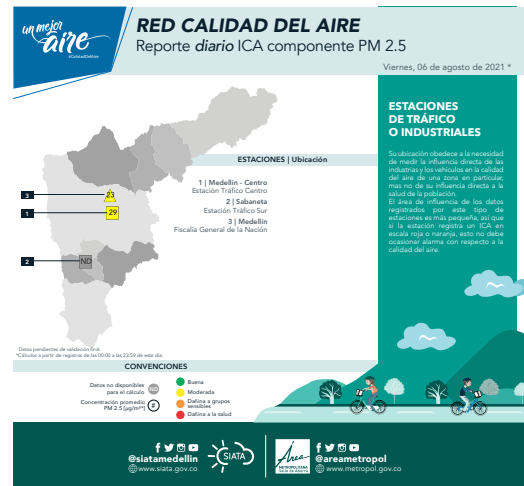 un mejor
aire
#CalidadDelAire
RED CALIDAD DEL AIRE
Reporte diario ICA componente PM 2.5
Viernes, 06 de agosto de 2021 *
ESTACIONES
DE TRÁFICO
O INDUSTRIALES
Su ubicación obedece a la necesidad
de medir la influencia directa de las
industrias y los vehículos en la calidad
del aire de una zona en particular,
mas no de su influencia directa a la
salud de la población.
El área de influencia de los datos
registrados por este tipo de
estaciones es más pequeña, así que
si la estación registra un ICA en
escala roja o naranja, esto no debe
ocasionar alarma con respecto a la
calidad del aire.
ESTACIONES | Ubicación
1 | Medellín - Centro
Estación Tráfico Centro
2 | Sabaneta
Estación Tráfico Sur
3 | Medellín
Fiscalía General de la Nación
3
23
1
29
2
ND
Datos pendientes de validación final.
*Cálculos a partir de registros de las 00:00 a las 23:59 de este día.
CONVENCIONES
Datos no disponibles
para el cálculo
ND
Concentración promedio
PM 2.5 [μg/m³*]
#
Buena
Moderada
Dañina a grupos
sensibles
Dañina a la salud
@siatamedellin
www.siata.gov.co
SIATA
Área
METROPOLITANA
Valle de Aburrá
@areametropol
www.metropol.gov.co